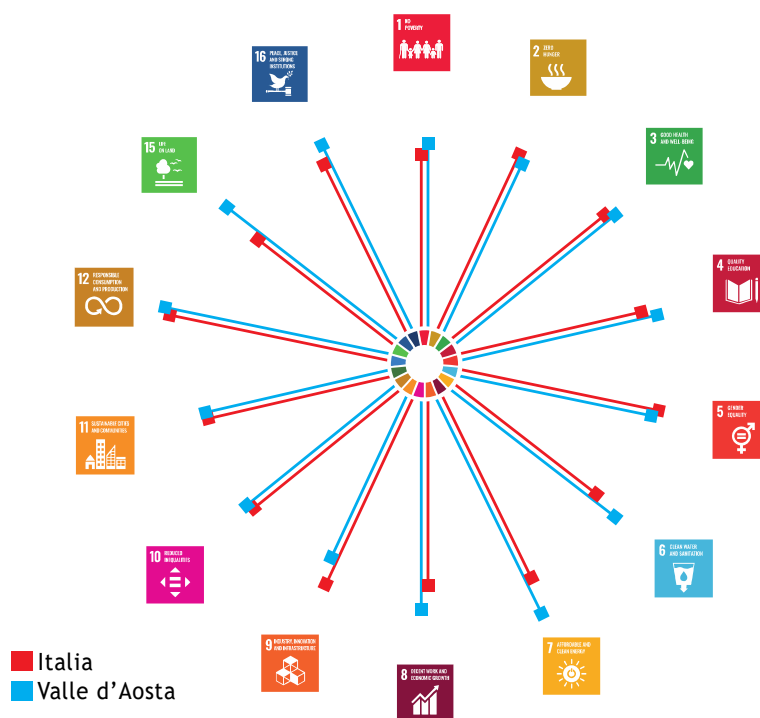 1 NO
POVERTY
2 ZERO
HUNGER
3 GOOD HEALTH
AND WELL-BEING
4 QUALITY
EDUCATION
5 GENDER
EQUALITY
6 CLEAN WATER
AND SANITATION
7 AFFORDABLE AND
CLEAN ENERGY
8 DECENT WORK AND
ECONOMIC GROWTH
9 INDUSTRY, INNOVATION
AND INFRASTRUCTURE
10 REDUCED
INEQUALITIES
11 SUSTAINABLE CITIES
AND COMMUNITIES
12 RESPONSIBLE
CONSUMPTION
AND PRODUCTION
15 LIFE
ON LAND
16 PEACE, JUSTICE
AND STRONG
INSTITUTIONS
Italia
Valle d'Aosta